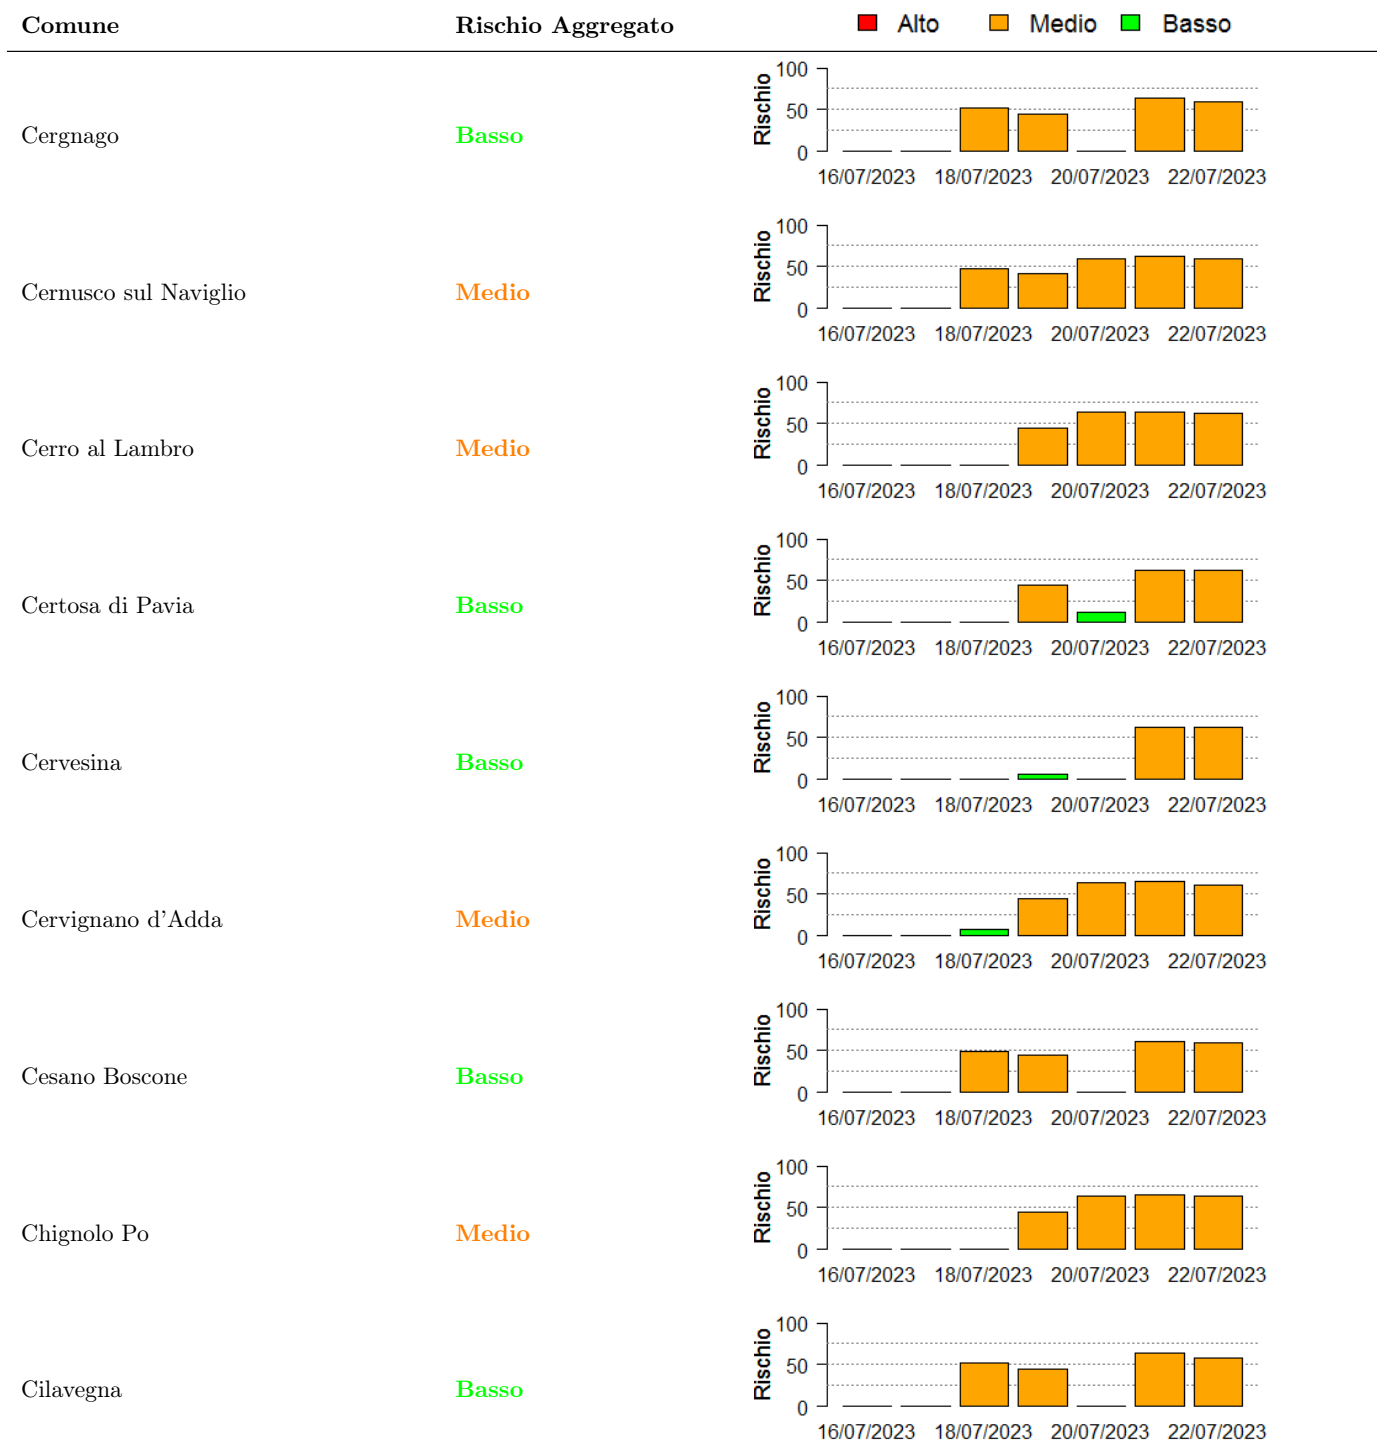 Comune Rischio Aggregato Alto Medio Basso
100
50
0
Rischio
Cergnago Basso
16/07/2023 18/07/2023 20/07/2023 22/07/2023
100
50
0
Rischio
Cernusco sul Naviglio Medio
16/07/2023 18/07/2023 20/07/2023 22/07/2023
100
50
0
Rischio
Cerro al Lambro Medio
16/07/2023 18/07/2023 20/07/2023 22/07/2023
100
50
0
Rischio
Certosa di Pavia Basso
16/07/2023 18/07/2023 20/07/2023 22/07/2023
100
50
0
Rischio
Cervesina Basso
16/07/2023 18/07/2023 20/07/2023 22/07/2023
100
50
0
Rischio
Cervignano d'Adda Medio
16/07/2023 18/07/2023 20/07/2023 22/07/2023
100
50
0
Rischio
Cesano Boscone Basso
16/07/2023 18/07/2023 20/07/2023 22/07/2023
100
50
0
Rischio
Chignolo Po Medio
16/07/2023 18/07/2023 20/07/2023 22/07/2023
100
50
0
Rischio
Cilavegna Basso
16/07/2023 18/07/2023 20/07/2023 22/07/2023